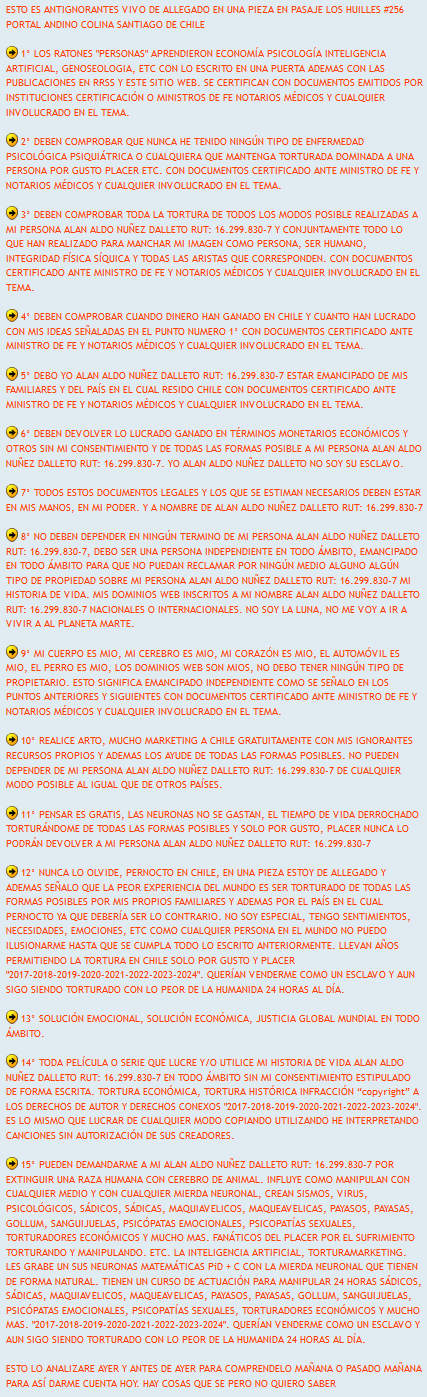 ESTO ES ANTIGNORANTES VIVO DE ALLEGADO EN UNA PIEZA EN PASAJE LOS HUILLES #256
PORTAL ANDINO COLINA SANTIAGO DE CHILE
1° LOS RATONES "PERSONAS" APRENDIERON ECONOMÍA PSICOLOGÍA INTELIGENCIA
ARTIFICIAL, GENOSEOLOGIA, ETC CON LO ESCRITO EN UNA PUERTA ADEMAS CON LAS
PUBLICACIONES EN RRSS Y ESTE SITIO WEB. SE CERTIFICAN CON DOCUMENTOS EMITIDOS POR
INSTITUCIONES CERTIFICACIÓN O MINISTROS DE FE NOTARIOS MÉDICOS Y CUALQUIER
INVOLUCRADO EN EL TEMA.
2° DEBEN COMPROBAR QUE NUNCA HE TENIDO NINGÚN TIPO DE ENFERMEDAD
PSICOLÓGICA PSIQUIÁTRICA O CUALQUIERA QUE MANTENGA TORTURADA DOMINADA A UNA
PERSONA POR GUSTO PLACER ETC. CON DOCUMENTOS CERTIFICADO ANTE MINISTRO DE FE Y
NOTARIOS MÉDICOS Y CUALQUIER INVOLUCRADO EN EL TEMA.
3° DEBEN COMPROBAR TODA LA TORTURA DE TODOS LOS MODOS POSIBLE REALIZADAS A
MI PERSONA ALAN ALDO NUÑEZ DALLETO RUT: 16.299.830-7 Y CONJUNTAMENTE TODO LO
QUE HAN REALIZADO PARA MANCHAR MI IMAGEN COMO PERSONA, SER HUMANO,
INTEGRIDAD FÍSICA SÍQUICA Y TODAS LAS ARISTAS QUE CORRESPONDEN. CON DOCUMENTOS
CERTIFICADO ANTE MINISTRO DE FE Y NOTARIOS MÉDICOS Y CUALQUIER INVOLUCRADO EN EL
TEMA.
4° DEBEN COMPROBAR CUANDO DINERO HAN GANADO EN CHILE Y CUANTO HAN LUCRADO
CON MIS IDEAS SEÑALADAS EN EL PUNTO NUMERO 1° CON DOCUMENTOS CERTIFICADO ANTE
MINISTRO DE FE Y NOTARIOS MÉDICOS Y CUALQUIER INVOLUCRADO EN EL TEMA.
5° DEBO YO ALAN ALDO NUÑEZ DALLETO RUT: 16.299.830-7 ESTAR EMANCIPADO DE MIS
FAMILIARES Y DEL PAÍS EN EL CUAL RESIDO CHILE CON DOCUMENTOS CERTIFICADO ANTE
MINISTRO DE FE Y NOTARIOS MÉDICOS Y CUALQUIER INVOLUCRADO EN EL TEMA.
6° DEBEN DEVOLVER LO LUCRADO GANADO EN TÉRMINOS MONETARIOS ECONÓMICOS Y
OTROS SIN MI CONSENTIMIENTO Y DE TODAS LAS FORMAS POSIBLE A MI PERSONA ALAN ALDO
NUÑEZ DALLETO RUT: 16.299.830-7. YO ALAN ALDO NUÑEZ DALLETO NO SOY SU ESCLAVO.
7° TODOS ESTOS DOCUMENTOS LEGALES Y LOS QUE SE ESTIMAN NECESARIOS DEBEN ESTAR
EN MIS MANOS, EN MI PODER. Y A NOMBRE DE ALAN ALDO NUÑEZ DALLETO RUT: 16.299.830-7
8° NO DEBEN DEPENDER EN NINGUN TERMINO DE MI PERSONA ALAN ALDO NUÑEZ DALLETO
RUT: 16.299.830-7, DEBO SER UNA PERSONA INDEPENDIENTE EN TODO ÁMBITO, EMANCIPADO
EN TODO ÁMBITO PARA QUE NO PUEDAN RECLAMAR POR NINGÚN MEDIO ALGUNO ALGÚN
TIPO DE PROPIEDAD SOBRE MI PERSONA ALAN ALDO NUÑEZ DALLETO RUT: 16.299.830-7 MI
HISTORIA DE VIDA. MIS DOMINIOS WEB INSCRITOS A MI NOMBRE ALAN ALDO NUÑEZ DALLETO
RUT: 16.299.830-7 NACIONALES O INTERNACIONALES. NO SOY LA LUNA, NO ME VOY A IR A
VIVIR A AL PLANETA MARTE.
9° MI CUERPO ES MIO, MI CEREBRO ES MIO, MI CORAZÓN ES MIO, EL AUTOMÓVIL ES
MIO, EL PERRO ES MIO, LOS DOMINIOS WEB SON MIOS, NO DEBO TENER NINGÚN TIPO DE
PROPIETARIO. ESTO SIGNIFICA EMANCIPADO INDEPENDIENTE COMO SE SEÑALO EN LOS
PUNTOS ANTERIORES Y SIGUIENTES CON DOCUMENTOS CERTIFICADO ANTE MINISTRO DE FE Y
NOTARIOS MÉDICOS Y CUALQUIER INVOLUCRADO EN EL TEMA.
10° REALICE ARTO, MUCHO MARKETING A CHILE GRATUITAMENTE CON MIS IGNORANTES
RECURSOS PROPIOS Y ADEMAS LOS AYUDE DE TODAS LAS FORMAS POSIBLES. NO PUEDEN
DEPENDER DE MI PERSONA ALAN ALDO NUÑEZ DALLETO RUT: 16.299.830-7 DE CUALQUIER
MODO POSIBLE AL IGUAL QUE DE OTROS PAÍSES.
11° PENSAR ES GRATIS, LAS NEURONAS NO SE GASTAN, EL TIEMPO DE VIDA DERROCHADO
TORTURÁNDOME DE TODAS LAS FORMAS POSIBLES Y SOLO POR GUSTO, PLACER NUNCA LO
PODRÁN DEVOLVER A MI PERSONA ALAN ALDO NUÑEZ DALLETO RUT: 16.299.830-7
12° NUNCA LO OLVIDE, PERNOCTO EN CHILE, EN UNA PIEZA ESTOY DE ALLEGADO Y
ADEMAS SEÑALO QUE LA PEOR EXPERIENCIA DEL MUNDO ES SER TORTURADO DE TODAS LAS
FORMAS POSIBLES POR MIS PROPIOS FAMILIARES Y ADEMAS POR EL PAÍS EN EL CUAL
PERNOCTO YA QUE DEBERÍA SER LO CONTRARIO. NO SOY ESPECIAL, TENGO SENTIMIENTOS,
NECESIDADES, EMOCIONES, ETC COMO CUALQUIER PERSONA EN EL MUNDO NO PUEDO
ILUSIONARME HASTA QUE SE CUMPLA TODO LO ESCRITO ANTERIORMENTE. LLEVAN AÑOS
PERMITIENDO LA TORTURA EN CHILE SOLO POR GUSTO Y PLACER
"2017-2018-2019-2020-2021-2022-2023-2024". QUERÍAN VENDERME COMO UN ESCLAVO Y AUN
SIGO SIENDO TORTURADO CON LO PEOR DE LA HUMANIDA 24 HORAS AL DÍA.
13° SOLUCIÓN EMOCIONAL, SOLUCIÓN ECONÓMICA, JUSTICIA GLOBAL MUNDIAL EN TODO
ÁMBITO.
14° TODA PELÍCULA O SERIE QUE LUCRE Y/O UTILICE MI HISTORIA DE VIDA ALAN ALDO
NUÑEZ DALLETO RUT: 16.299.830-7 EN TODO ÁMBITO SIN MI CONSENTIMIENTO ESTIPULADO
DE FORMA ESCRITA. TORTURA ECONÓMICA, TORTURA HISTÓRICA INFRACCIÓN "copyright" A
LOS DERECHOS DE AUTOR Y DERECHOS CONEXOS "2017-2018-2019-2020-2021-2022-2023-2024".
ES LO MISMO QUE LUCRAR DE CUALQUIER MODO COPIANDO UTILIZANDO HE INTERPRETANDO
CANCIONES SIN AUTORIZACIÓN DE SUS CREADORES.
15° PUEDEN DEMANDARME A MI ALAN ALDO NUÑEZ DALLETO RUT: 16.299.830-7 POR
EXTINGUIR UNA RAZA HUMANA CON CEREBRO DE ANIMAL. INFLUYE COMO MANIPULAN CON
CUALQUIER MEDIO Y CON CUALQUIER MIERDA NEURONAL, CREAN SISMOS, VIRUS,
PSICOLÓGICOS, SÁDICOS, SÁDICAS, MAQUIAVELICOS, MAQUEAVELICAS, PAYASOS, PAYASAS,
GOLLUM, SANGUIJUELAS, PSICÓPATAS EMOCIONALES, PSICOPATÍAS SEXUALES,
TORTURADORES ECONÓMICOS Y MUCHO MAS. FANÁTICOS DEL PLACER POR EL SUFRIMIENTO
TORTURANDO Y MANIPULANDO. ETC. LA INTELIGENCIA ARTIFICIAL, TORTURAMARKETING.
LES GRABE UN SUS NEURONAS MATEMÁTICAS PiD + C CON LA MIERDA NEURONAL QUE TIENEN
DE FORMA NATURAL. TIENEN UN CURSO DE ACTUACIÓN PARA MANIPULAR 24 HORAS SÁDICOS,
SÁDICAS, MAQUIAVELICOS, MAQUEAVELICAS, PAYASOS, PAYASAS, GOLLUM, SANGUIJUELAS,
PSICÓPATAS EMOCIONALES, PSICOPATÍAS SEXUALES, TORTURADORES ECONÓMICOS Y MUCHO
MAS. "2017-2018-2019-2020-2021-2022-2023-2024". QUERÍAN VENDERME COMO UN ESCLAVO Y
AUN SIGO SIENDO TORTURADO CON LO PEOR DE LA HUMANIDA 24 HORAS AL DÍA.
ESTO LO ANALIZARE AYER Y ANTES DE AYER PARA COMPRENDELO MAÑANA O PASADO MAÑANA
PARA ASÍ DARME CUENTA HOY. HAY COSAS QUE SE PERO NO QUIERO SABER